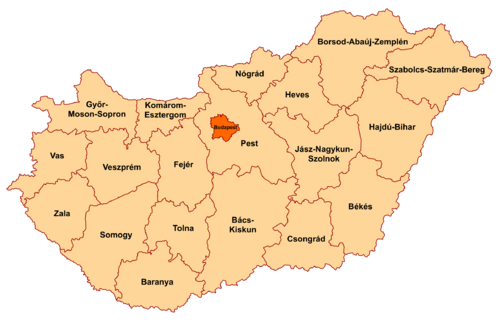 Borsod-Abaúj-Zemplén
Szabolcs-Szatmár-Bereg
Nógrád
Heves
Győr-
Moson-Sopron
Komárom-
Esztergom
Budapest
Hajdú-Bihar
Pest
Jász-Nagykun-
Szolnok
Vas
Veszprém
Fejér
Békés
Zala
Somogy
Tolna
Bács-
Kiskun
Csongrád
Baranya